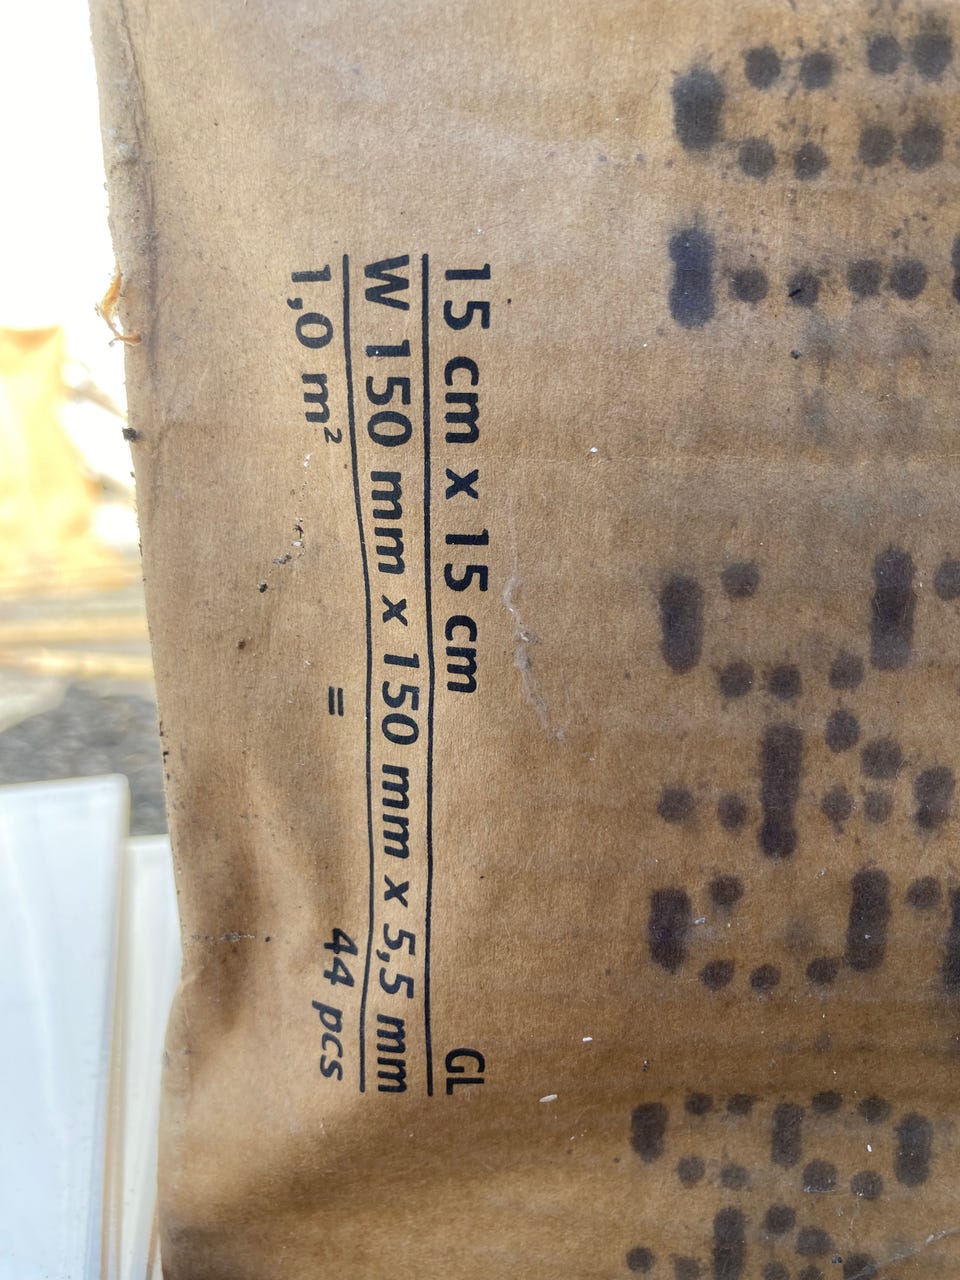 15 cm x 15 cm GL
W 150 mm x 150 mm x 5,5 mm
1,0 m² = 44 pcs